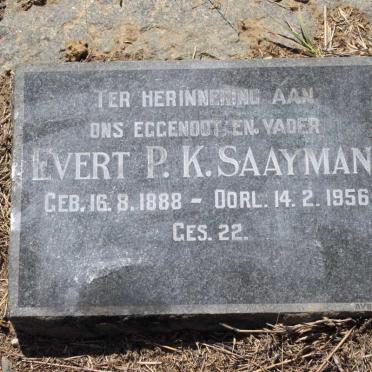 TER HERINNERING AAN
ONS EGGENOOT EN VADER
EVERT P. K. SAAYMAN
GEB. 16. 8. 1888 - OORL. 14. 2. 1956
GES. 22.